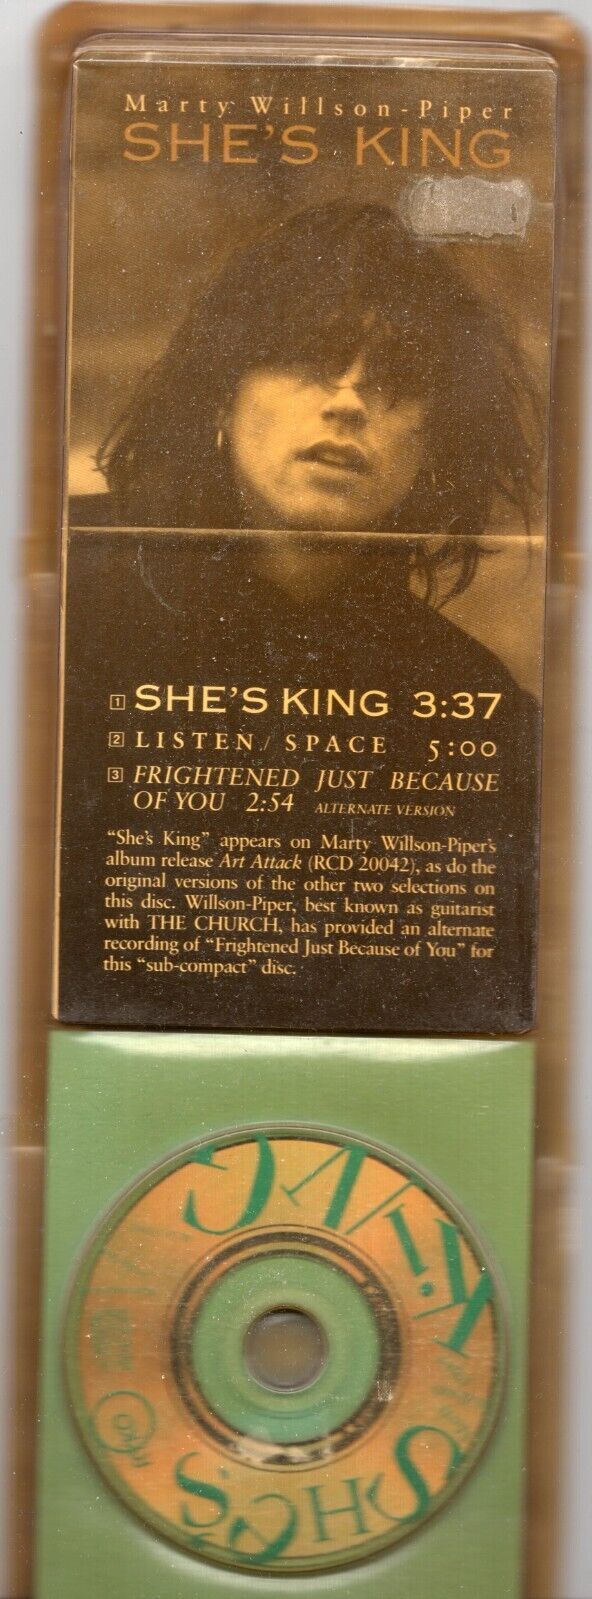 Marty Willson-Piper
SHE'S KING
1 SHE'S KING 3:37
2 LISTEN / SPACE 5:00
3 FRIGHTENED JUST BECAUSE
OF YOU 2:54 ALTERNATE VERSION
"She's King" appears on Marty Willson-Piper's
album release Art Attack (RCD 20042), as do the
original versions of the other two selections on
this disc. Willson-Piper, best known as guitarist
with THE CHURCH, has provided an alternate
recording of "Frightened Just Because of You" for
this "sub-compact" disc.
SHE'S
KiNG